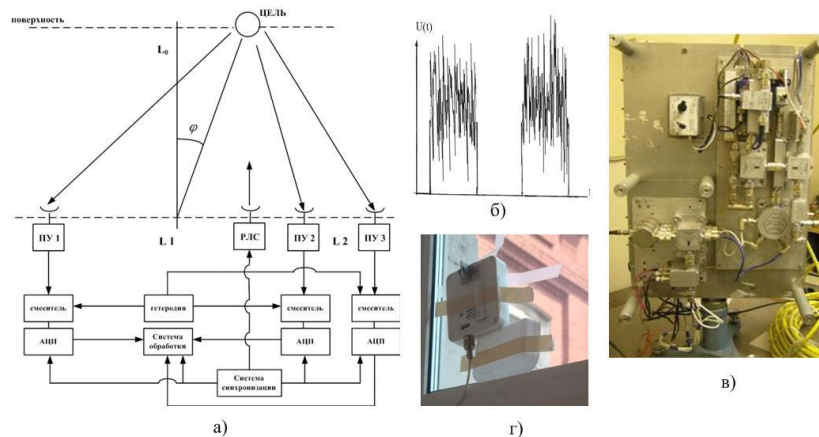 ЦЕЛЬ
поверхность
L₀
φ
ПУ 1
L 1
РЛС
ПУ 2
L 2
ПУ 3
смеситель
гетеродин
смеситель
смеситель
АЦП
Система
обработки
АЦП
АЦП
Система
синхронизации
а)
U(t)
t
б)
г)
в)